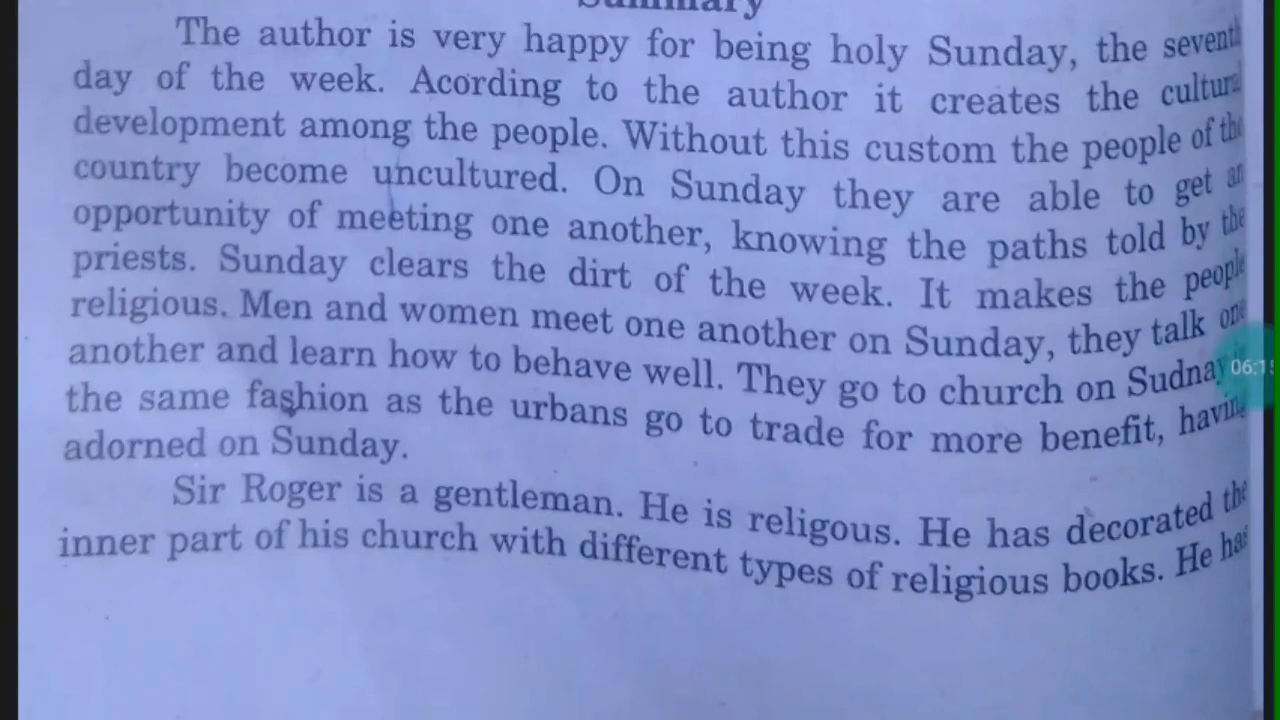 Summary
The author is very happy for being holy Sunday, the seventh
day of the week. Acording to the author it creates the cultural
development among the people. Without this custom the people of the
country become uncultured. On Sunday they are able to get an
opportunity of meeting one another, knowing the paths told by the
priests. Sunday clears the dirt of the week. It makes the people
religious. Men and women meet one another on Sunday, they talk one
another and learn how to behave well. They go to church on Sudnay
the same fashion as the urbans go to trade for more benefit, having
adorned on Sunday.
Sir Roger is a gentleman. He is religous. He has decorated the
inner part of his church with different types of religious books. He has